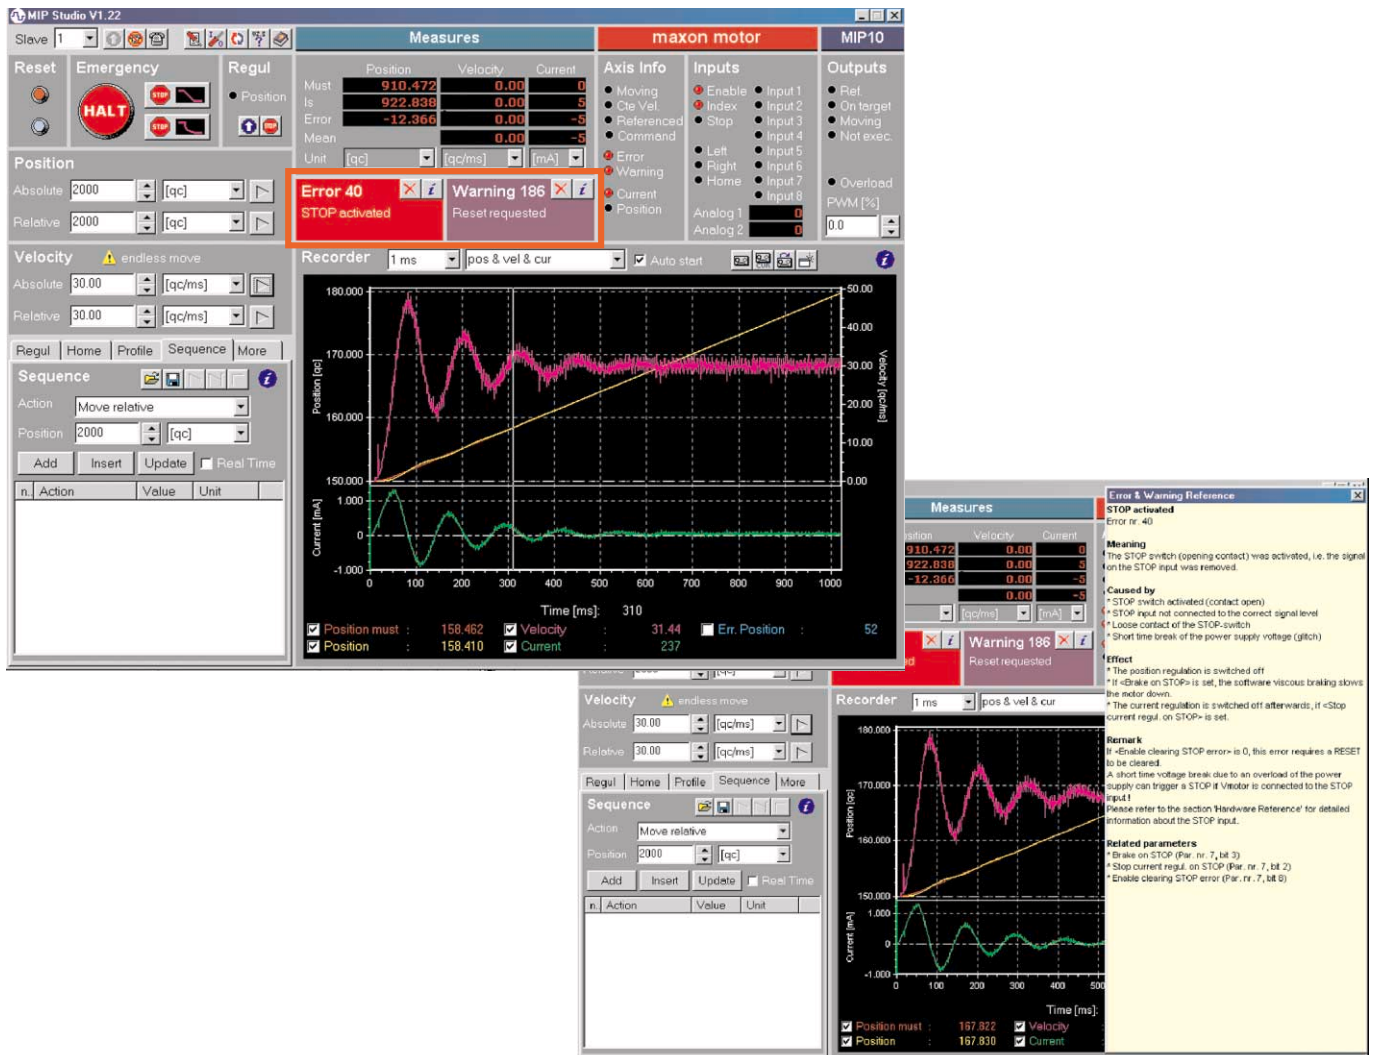 MIP Studio V1.22
Slave 1
Measures
maxon motor
MIP10
Reset Emergency Regul
HALT
STOP
STOP
Position
STOP
Position Velocity Current
Must 910.472 0.00 0
Is 922.838 0.00 5
Error -12.366 0.00 -5
Mean 0.00 -5
Unit [qc] [qc/ms] [mA]
Axis Info
Moving
Cte Vel.
Referenced
Command
Error
Warning
Current
Position
Inputs
Enable Input 1
Index Input 2
Stop Input 3
Input 4
Left Input 5
Right Input 6
Home Input 7
Input 8
Analog 1 0
Analog 2 0
Outputs
Ref.
On target
Moving
Not exec.
Overload
PWM [%]
0.0
Position
Absolute 2000 [qc]
Relative 2000 [qc]
Error 40
STOP activated
Warning 186
Reset requested
Velocity endless move
Absolute 30.00 [qc/ms]
Relative 30.00 [qc/ms]
Regul Home Profile Sequence More
Sequence
Action Move relative
Position 2000 [qc]
Add Insert Update Real Time
n. Action Value Unit
Recorder 1 ms pos & vel & cur Auto start
180.000
170.000
160.000
150.000
Position [qc]
50.00
40.00
30.00
20.00
10.00
0.00
Velocity [qc/ms]
1.000
0
-1.000
Current [mA]
0 100 200 300 400 500 600 700 800 900 1000
Time [ms]: 310
Position must : 158.462 Velocity : 31.44 Err. Position : 52
Position : 158.410 Current : 237
Measures
Velocity Current
910.472 0.00 0
922.838 0.00 5
-12.366 0.00 -5
0.00 -5
[qc/ms] [mA]
Warning 186
Reset requested
Relative 2000 [qc]
Velocity endless move
Absolute 30.00 [qc/ms]
Relative 30.00 [qc/ms]
Regul Home Profile Sequence More
Sequence
Action Move relative
Position 2000 [qc]
Add Insert Update Real Time
n. Action Value Unit
Recorder 1 ms pos & vel & cur
180.000
170.000
160.000
150.000
Position [qc]
1.000
0
-1.000
Current [mA]
0 100 200 300 400 500
Time [ms]:
Position must : 167.822 Velocity
Position : 167.830 Current
Error & Warning Reference
STOP activated
Error nr. 40
Meaning
The STOP switch (opening contact) was activated, i.e. the signal
on the STOP input was removed.
Caused by
* STOP switch activated (contact open)
* STOP input not connected to the correct signal level
* Loose contact of the STOP-switch
* Short time break of the power supply voltage (glitch)
Effect
* The position regulation is switched off
* If <Brake on STOP> is set, the software viscous braking slows
the motor down.
* The current regulation is switched off afterwards, if <Stop
current regul. on STOP> is set.
Remark
If <Enable clearing STOP error> is 0, this error requires a RESET
to be cleared.
A short time voltage break due to an overload of the power
supply can trigger a STOP if Vmotor is connected to the STOP
input !
Please refer to the section 'Hardware Reference' for detailed
information about the STOP input.
Related parameters
* Brake on STOP (Par. nr. 7, bit 3)
* Stop current regul. on STOP (Par. nr. 7, bit 2)
* Enable clearing STOP error (Par. nr. 7, bit 8)